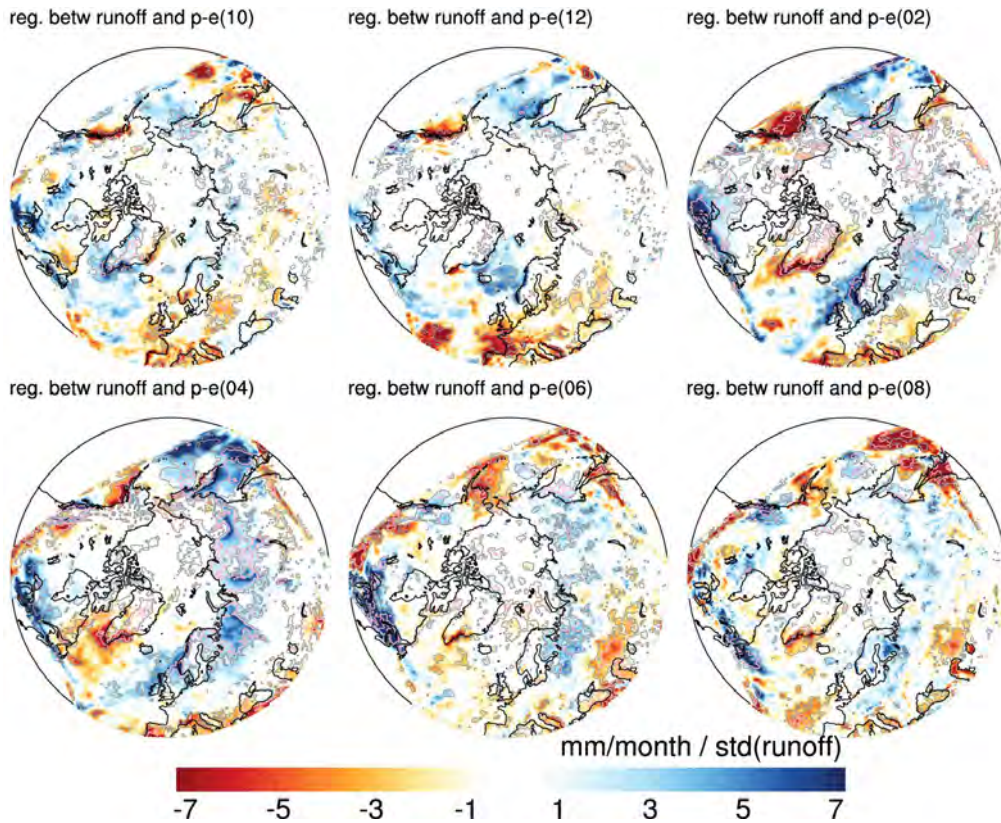 reg. betw runoff and p-e(10)
reg. betw runoff and p-e(12)
reg. betw runoff and p-e(02)
reg. betw runoff and p-e(04)
reg. betw runoff and p-e(06)
reg. betw runoff and p-e(08)
mm/month / std(runoff)
-7 -5 -3 -1 1 3 5 7